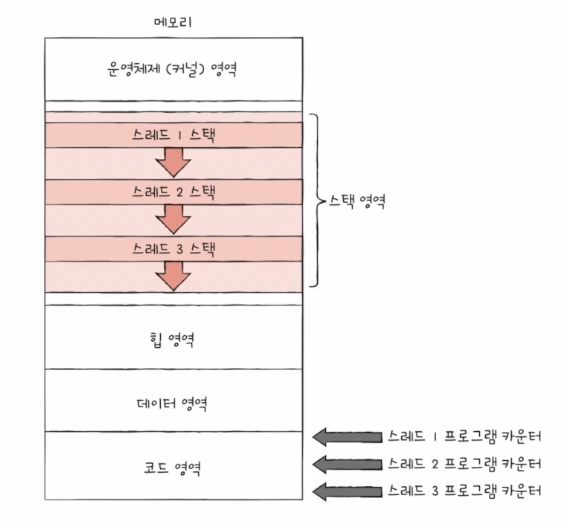 메모리
운영체제 (커널) 영역
스레드 1 스택
스레드 2 스택
스레드 3 스택
스택 영역
힙 영역
데이터 영역
코드 영역
스레드 1 프로그램 카운터
스레드 2 프로그램 카운터
스레드 3 프로그램 카운터